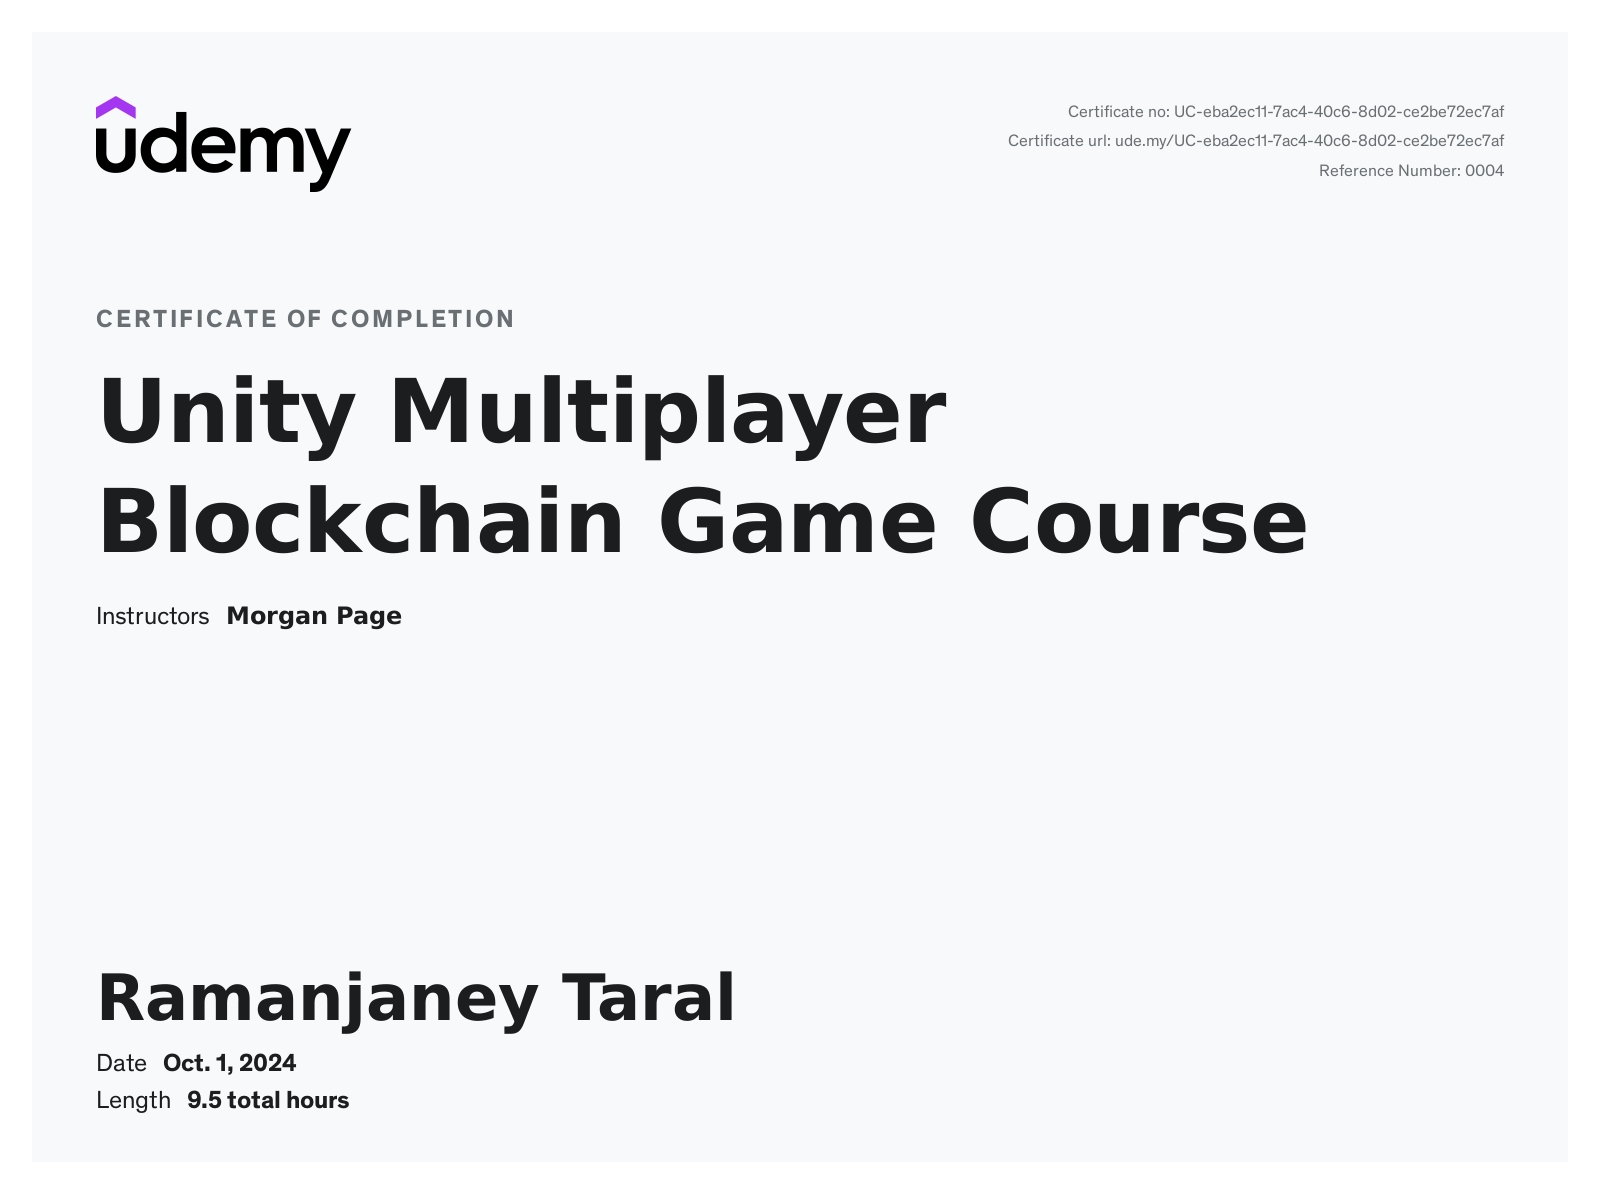 udemy
Certificate no: UC-eba2ec11-7ac4-40c6-8d02-ce2be72ec7af
Certificate url: ude.my/UC-eba2ec11-7ac4-40c6-8d02-ce2be72ec7af
Reference Number: 0004
CERTIFICATE OF COMPLETION
Unity Multiplayer
Blockchain Game Course
Instructors Morgan Page
Ramanjaney Taral
Date Oct. 1, 2024
Length 9.5 total hours